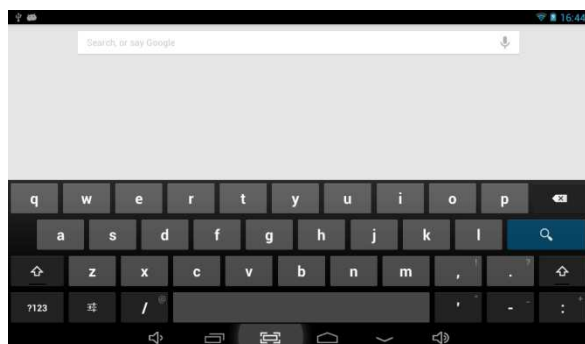 16:44
Search, or say Google
q w e r t y u i o p
a s d f g h j k l
z x c v b n m , ! . ?
?123 / @ ' " - _ : +